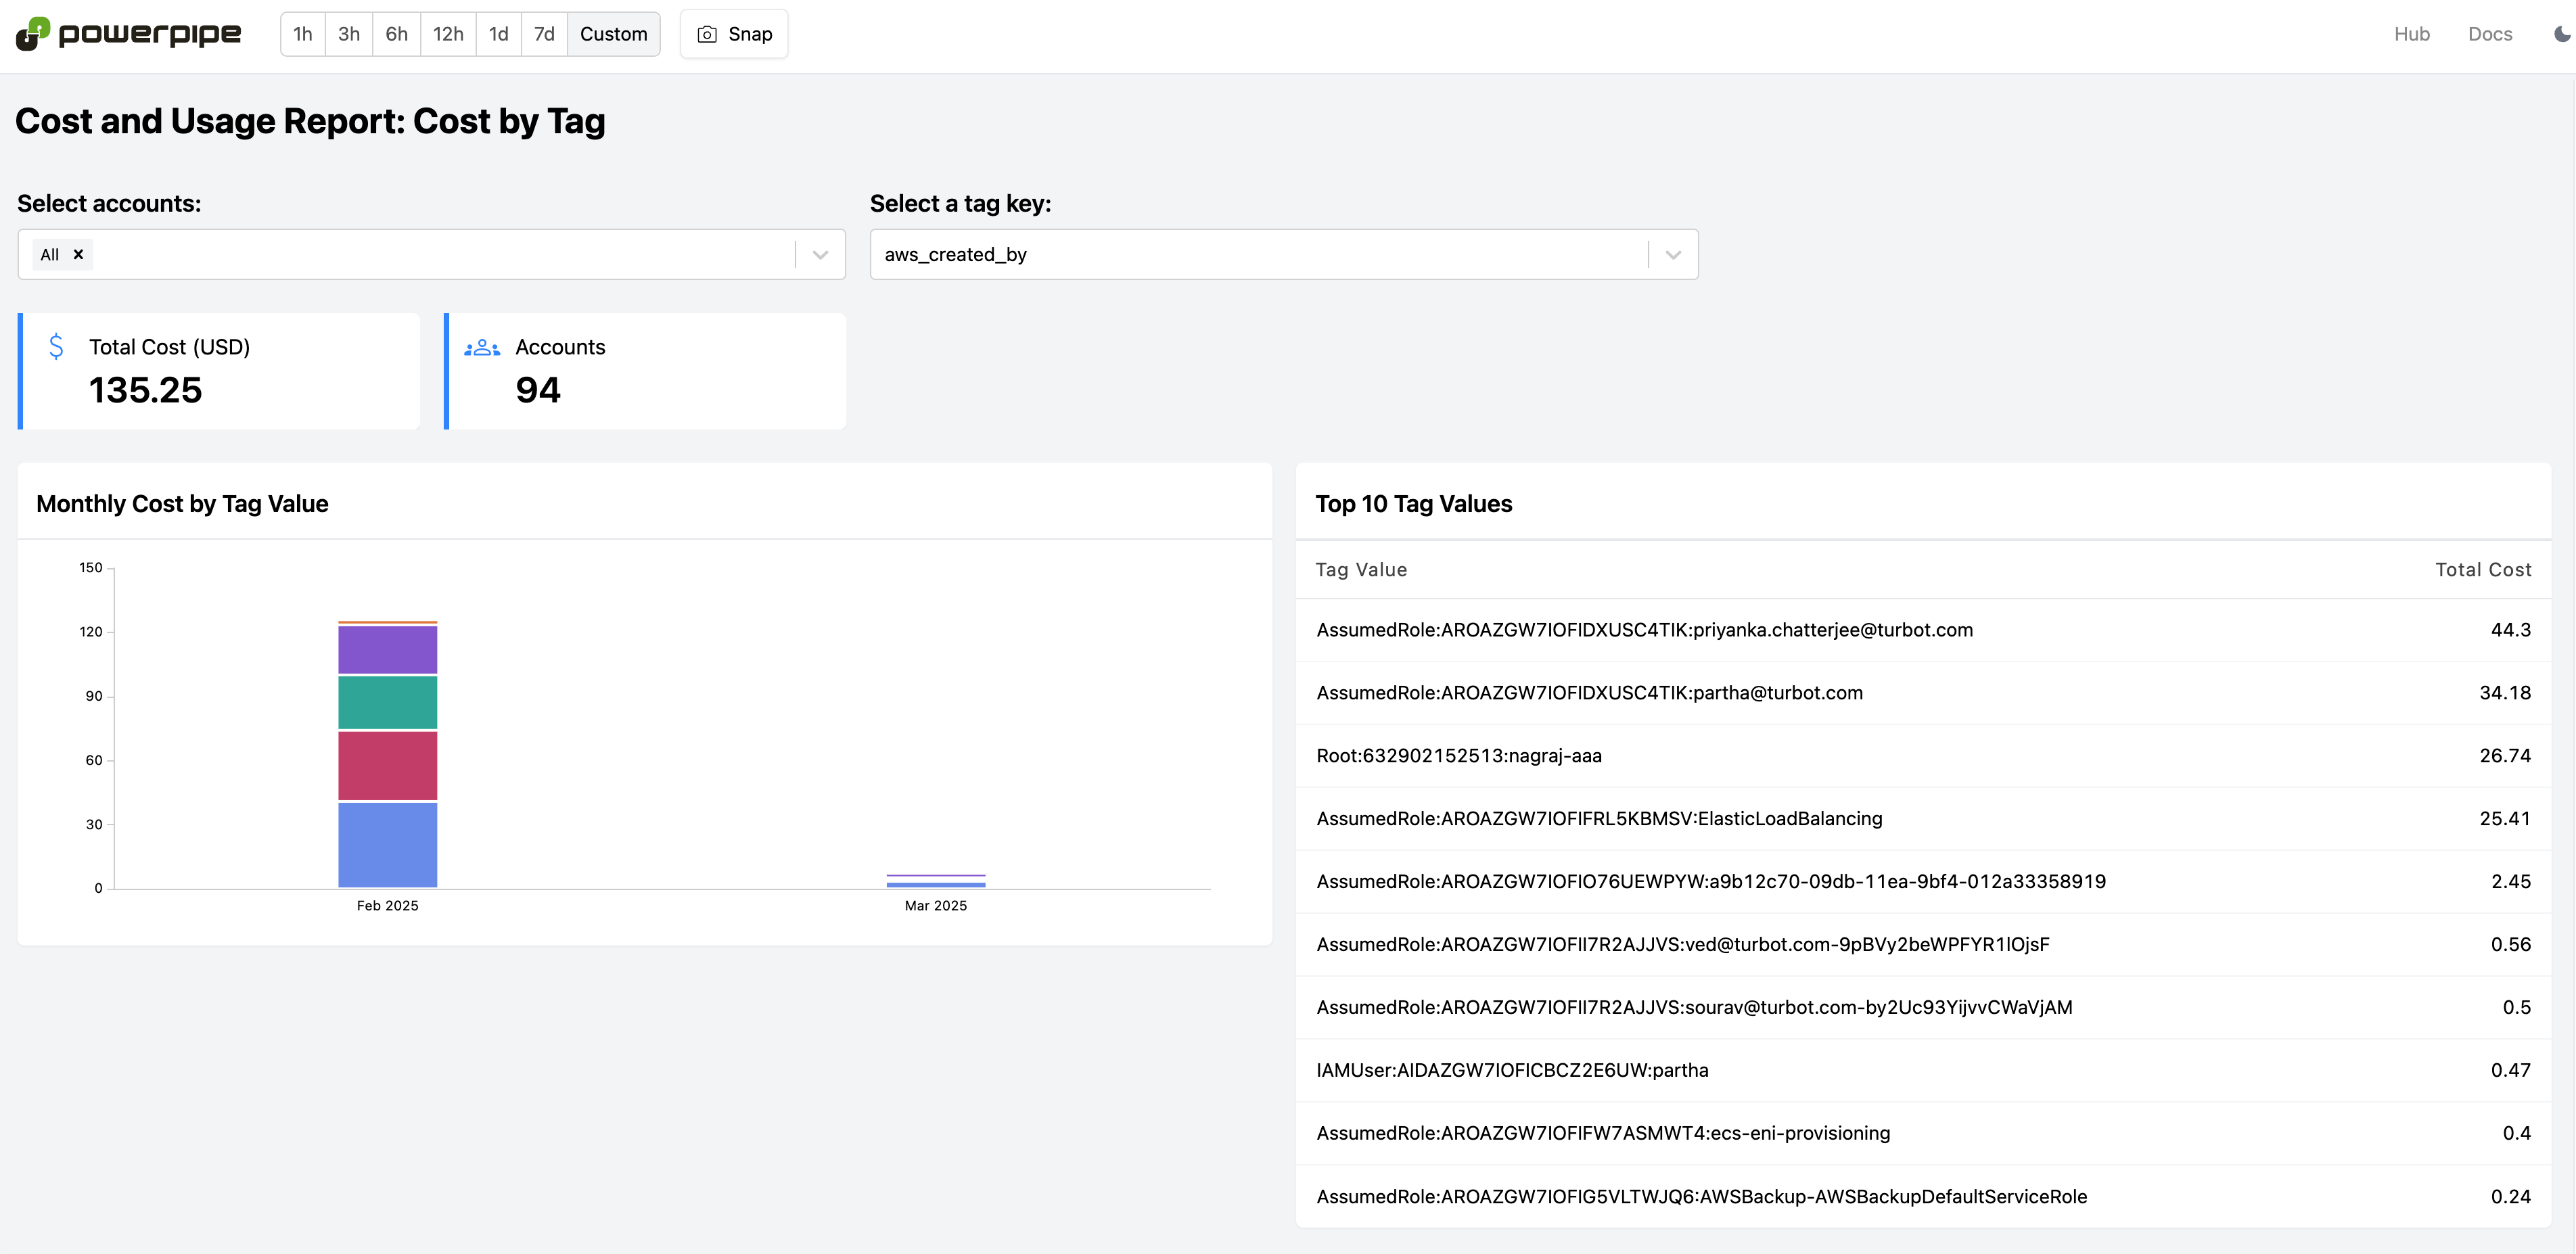 powerpipe
1h 3h 6h 12h 1d 7d Custom Snap Hub Docs
Cost and Usage Report: Cost by Tag
Select accounts: Select a tag key:
All aws_created_by
Total Cost (USD)
135.25
Accounts
94
Monthly Cost by Tag Value
150
120
90
60
30
0
Feb 2025 Mar 2025
Top 10 Tag Values
Tag Value Total Cost
AssumedRole:AROAZGW7IOFIDXUSC4TIK:priyanka.chatterjee@turbot.com 44.3
AssumedRole:AROAZGW7IOFIDXUSC4TIK:partha@turbot.com 34.18
Root:632902152513:nagraj-aaa 26.74
AssumedRole:AROAZGW7IOFIFRL5KBMSV:ElasticLoadBalancing 25.41
AssumedRole:AROAZGW7IOFIO76UEWPYW:a9b12c70-09db-11ea-9bf4-012a33358919 2.45
AssumedRole:AROAZGW7IOFII7R2AJJVS:ved@turbot.com-9pBVy2beWPFYR1lOjsF 0.56
AssumedRole:AROAZGW7IOFII7R2AJJVS:sourav@turbot.com-by2Uc93YijvvCWaVjAM 0.5
IAMUser:AIDAZGW7IOFICBCZ2E6UW:partha 0.47
AssumedRole:AROAZGW7IOFIFW7ASMWT4:ecs-eni-provisioning 0.4
AssumedRole:AROAZGW7IOFIG5VLTWJQ6:AWSBackup-AWSBackupDefaultServiceRole 0.24